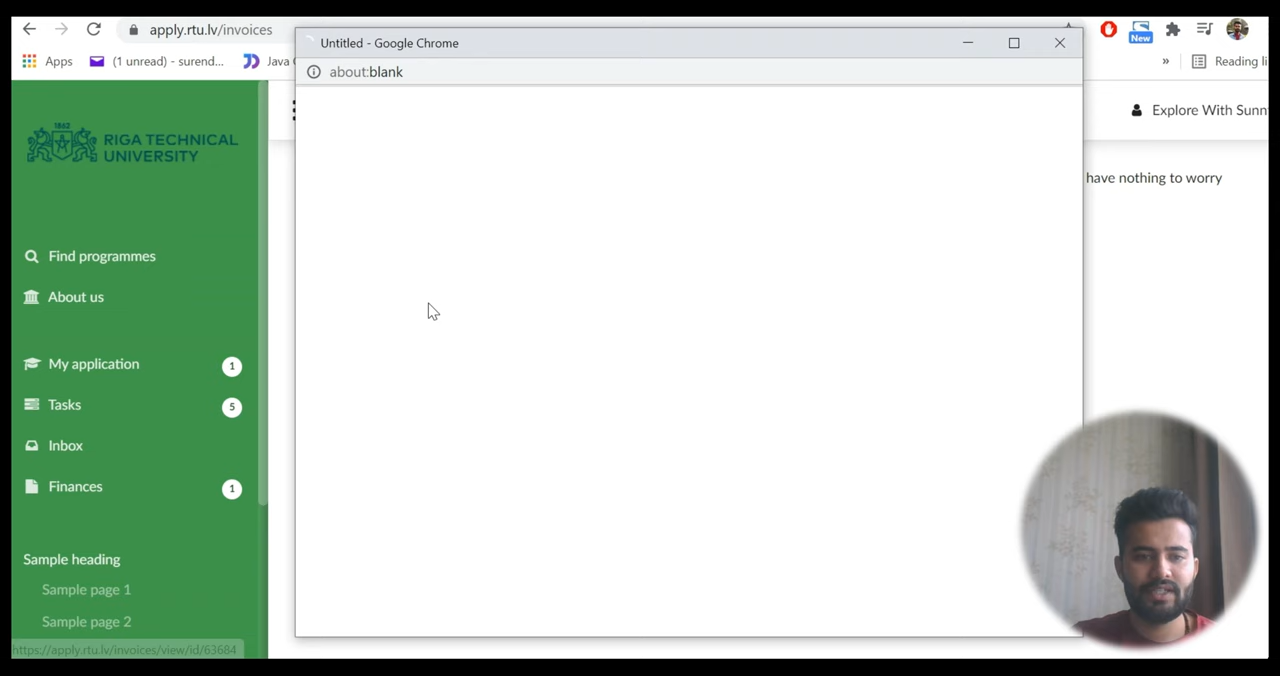 apply.rtu.lv/invoices
Untitled - Google Chrome
New
Apps
(1 unread) - surend...
Java
about:blank
»
Reading li
1862
RIGA TECHNICAL
UNIVERSITY
Explore With Sunn
have nothing to worry
Find programmes
About us
My application
1
Tasks
5
Inbox
Finances
1
Sample heading
Sample page 1
Sample page 2
https://apply.rtu.lv/invoices/view/id/63684